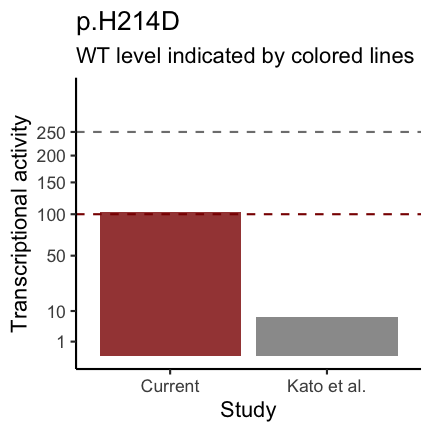 p.H214D
WT level indicated by colored lines
Transcriptional activity
250
200
150
100
50
10
1
Current
Kato et al.
Study